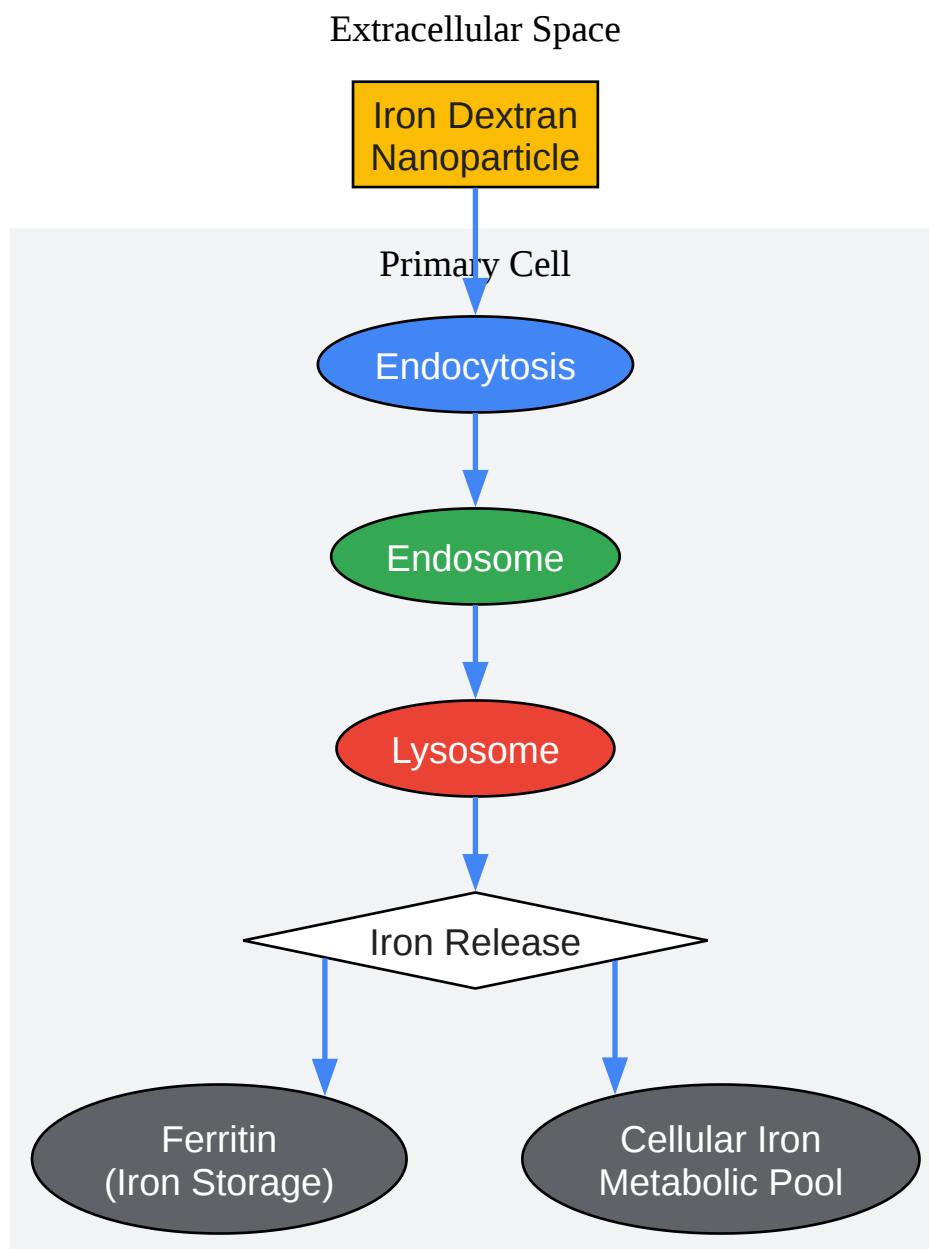 Extracellular Space
Iron Dextran
Nanoparticle
Primary Cell
Endocytosis
Endosome
Lysosome
Iron Release
Ferritin
(Iron Storage)
Cellular Iron
Metabolic Pool